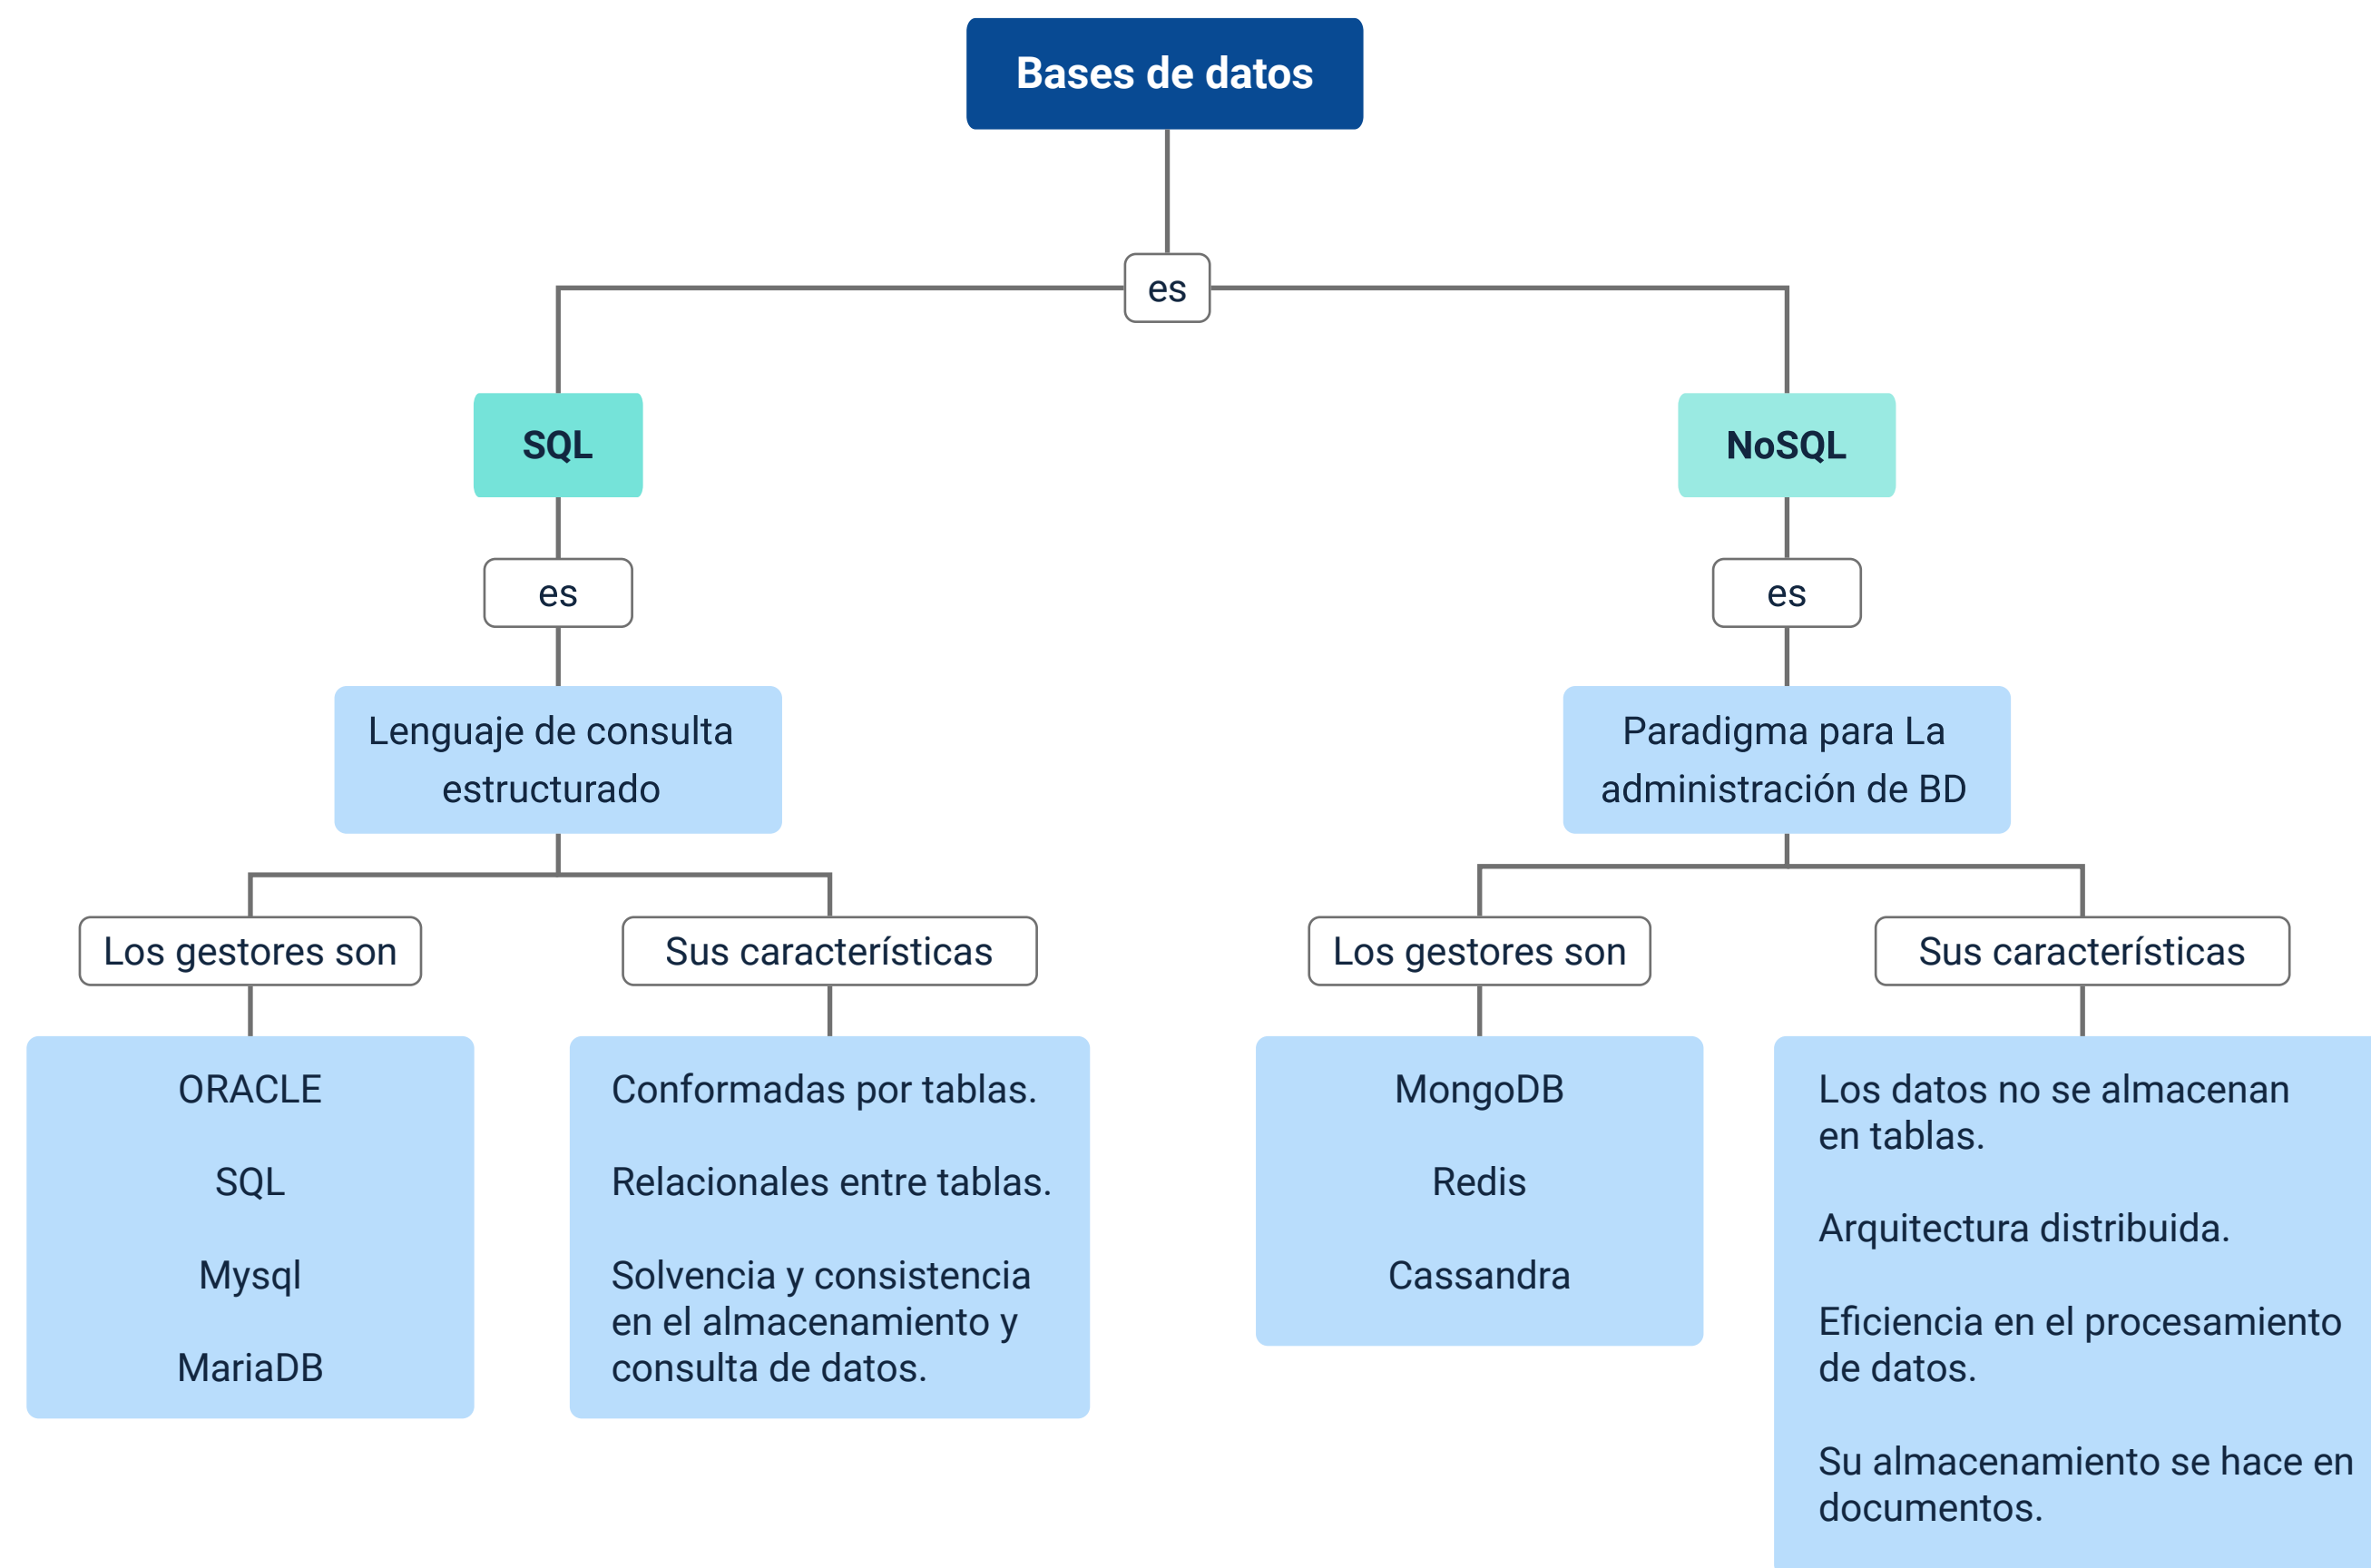 Bases de datos
es
SQL
NoSQL
es
es
Lenguaje de consulta
estructurado
Paradigma para La
administración de BD
Los gestores son
Sus características
Los gestores son
Sus características
ORACLE
SQL
Mysql
MariaDB
Conformadas por tablas.
Relacionales entre tablas.
Solvencia y consistencia
en el almacenamiento y
consulta de datos.
MongoDB
Redis
Cassandra
Los datos no se almacenan
en tablas.
Arquitectura distribuida.
Eficiencia en el procesamiento
de datos.
Su almacenamiento se hace en
documentos.